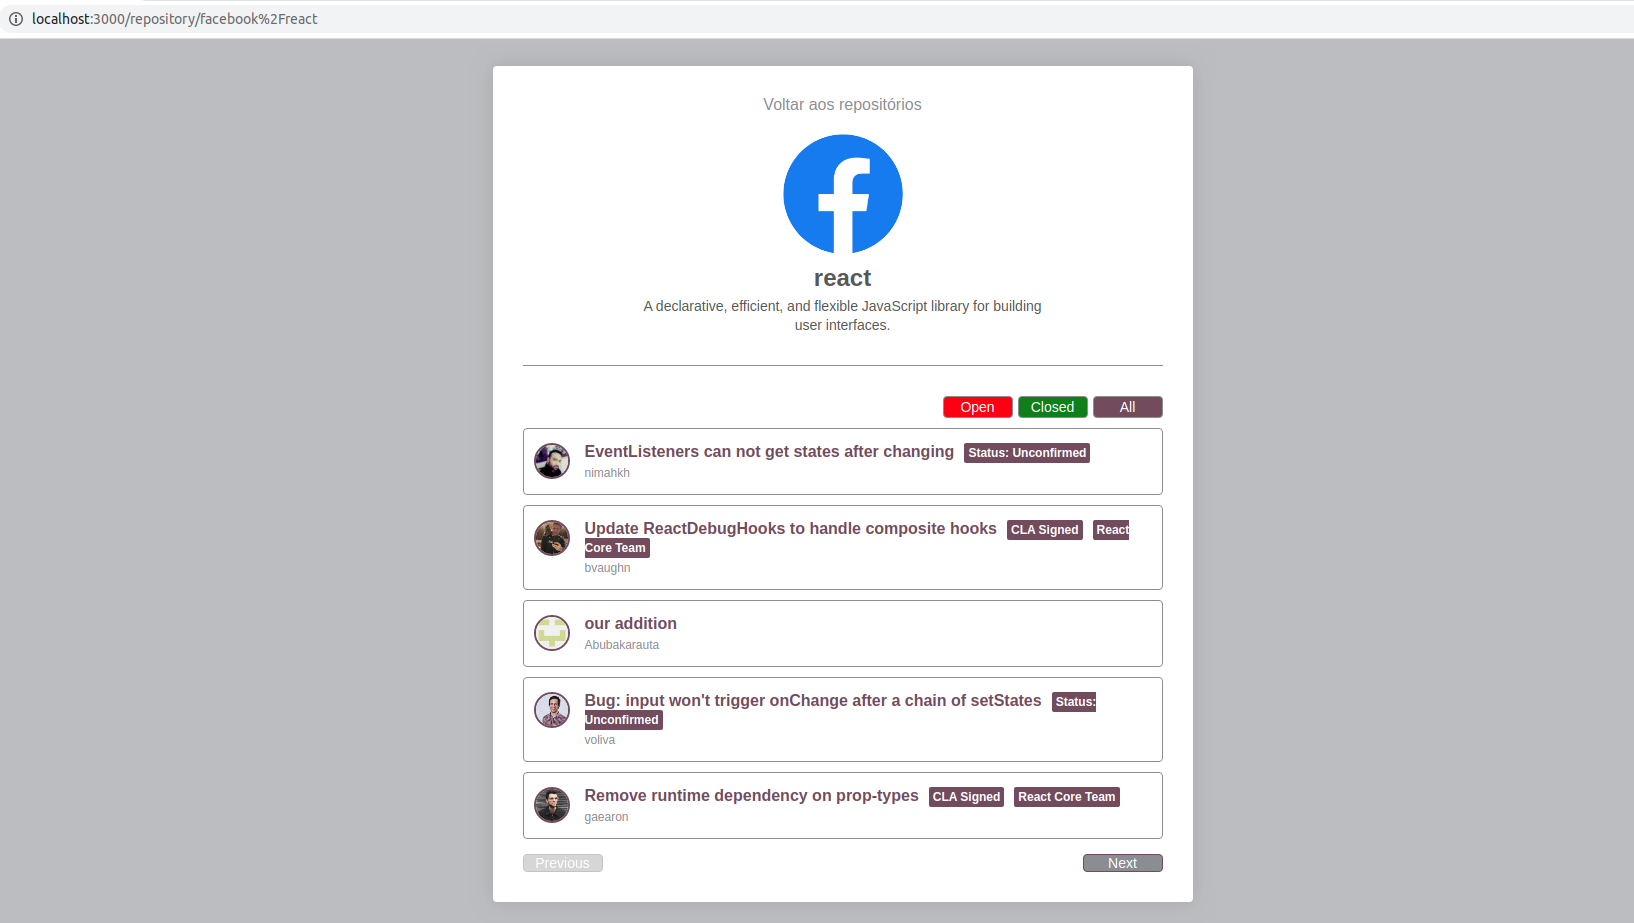 localhost:3000/repository/facebook%2Freact
Voltar aos repositórios
react
A declarative, efficient, and flexible JavaScript library for building
user interfaces.
Open Closed All
EventListeners can not get states after changing Status: Unconfirmed
nimahkh
Update ReactDebugHooks to handle composite hooks CLA Signed React
Core Team
bvaughn
our addition
Abubakarauta
Bug: input won't trigger onChange after a chain of setStates Status:
Unconfirmed
voliva
Remove runtime dependency on prop-types CLA Signed React Core Team
gaearon
Previous Next